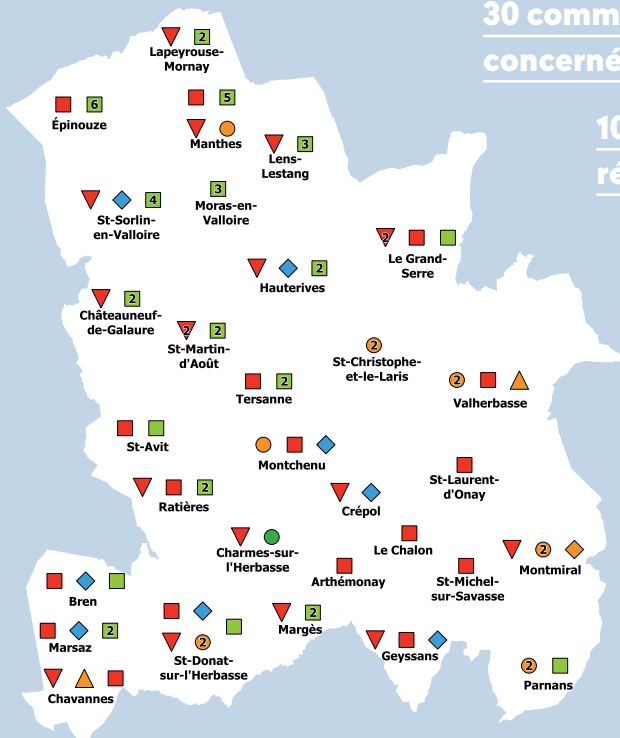 30 comm
concerné
10
ré
2
Lapeyrouse-
Mornay
6
Épinouze
5
Manthes
3
Lens-
Lestang
3
Moras-en-
Valloire
4
St-Sorlin-
en-Valloire
2
Le Grand-
Serre
2
Hauterives
2
Châteauneuf-
de-Galaure
2 2
St-Martin-
d'Août
2
St-Christophe-
et-le-Laris
2
Tersanne
2
Valherbasse
St-Avit
Montchenu
St-Laurent-
d'Onay
2
Ratières
Crépol
Charmes-sur-
l'Herbasse
Le Chalon
Arthémonay
St-Michel-
sur-Savasse
2
Montmiral
Bren
2
Marsaz
2
St-Donat-
sur-l'Herbasse
2
Margès
Geyssans
Chavannes
2
Parnans